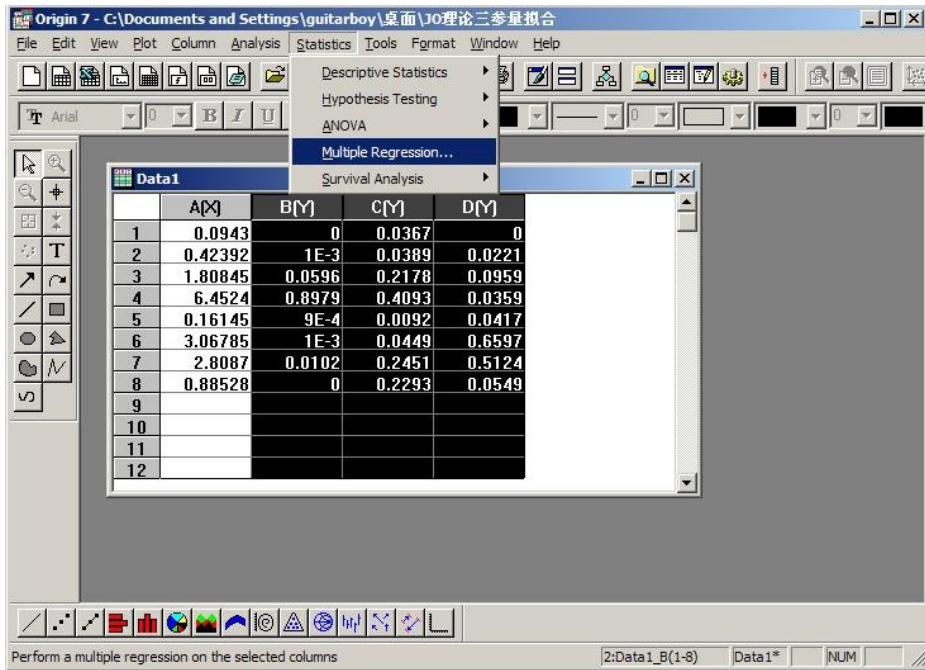 Origin 7 - C:\Documents and Settings\guitarboy\桌面\JO理论三参量拟合
File Edit View Plot Column Analysis Statistics Tools Format Window Help
Descriptive Statistics
Hypothesis Testing
ANOVA
Multiple Regression...
Survival Analysis
Tr Arial 0 B I U 0 0
Data1
A(X) B(Y) C(Y) D(Y)
1 0.0943 0 0.0367 0
2 0.42392 1E-3 0.0389 0.0221
3 1.80845 0.0596 0.2178 0.0959
4 6.4524 0.8979 0.4093 0.0359
5 0.16145 9E-4 0.0092 0.0417
6 3.06785 1E-3 0.0449 0.6597
7 2.8087 0.0102 0.2451 0.5124
8 0.88528 0 0.2293 0.0549
9
10
11
12
T
Perform a multiple regression on the selected columns 2:Data1_B(1-8) Data1* NUM